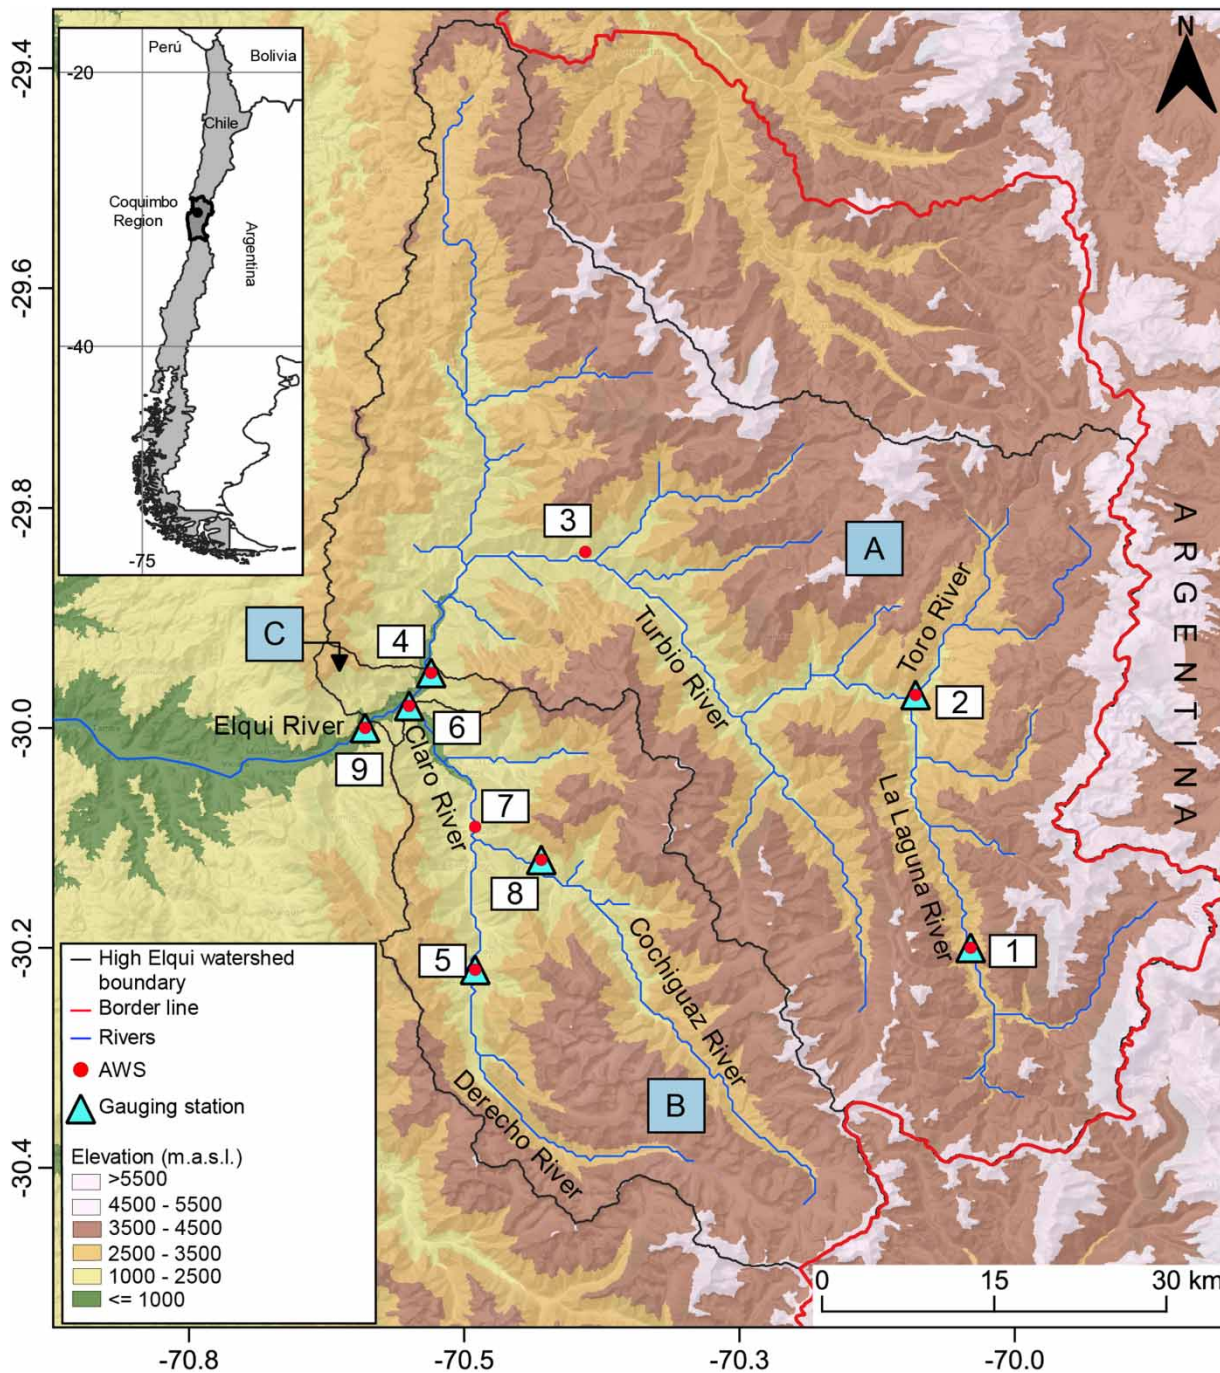 Perú
Bolivia
-20
Chile
Coquimbo
Region
Argentina
-40
-75
N
-29.4
-29.6
-29.8
-30.0
-30.2
-30.4
3
A
C
4
Turbio River
Toro River
2
Elqui River
6
9
Claro River
7
8
La Laguna River
5
1
Cochiguaz River
Derecho River
B
ARGENTINA
High Elqui watershed
boundary
Border line
Rivers
AWS
Gauging station
Elevation (m.a.s.l.)
>5500
4500 - 5500
3500 - 4500
2500 - 3500
1000 - 2500
<= 1000
0 15 30 km
-70.8 -70.5 -70.3 -70.0